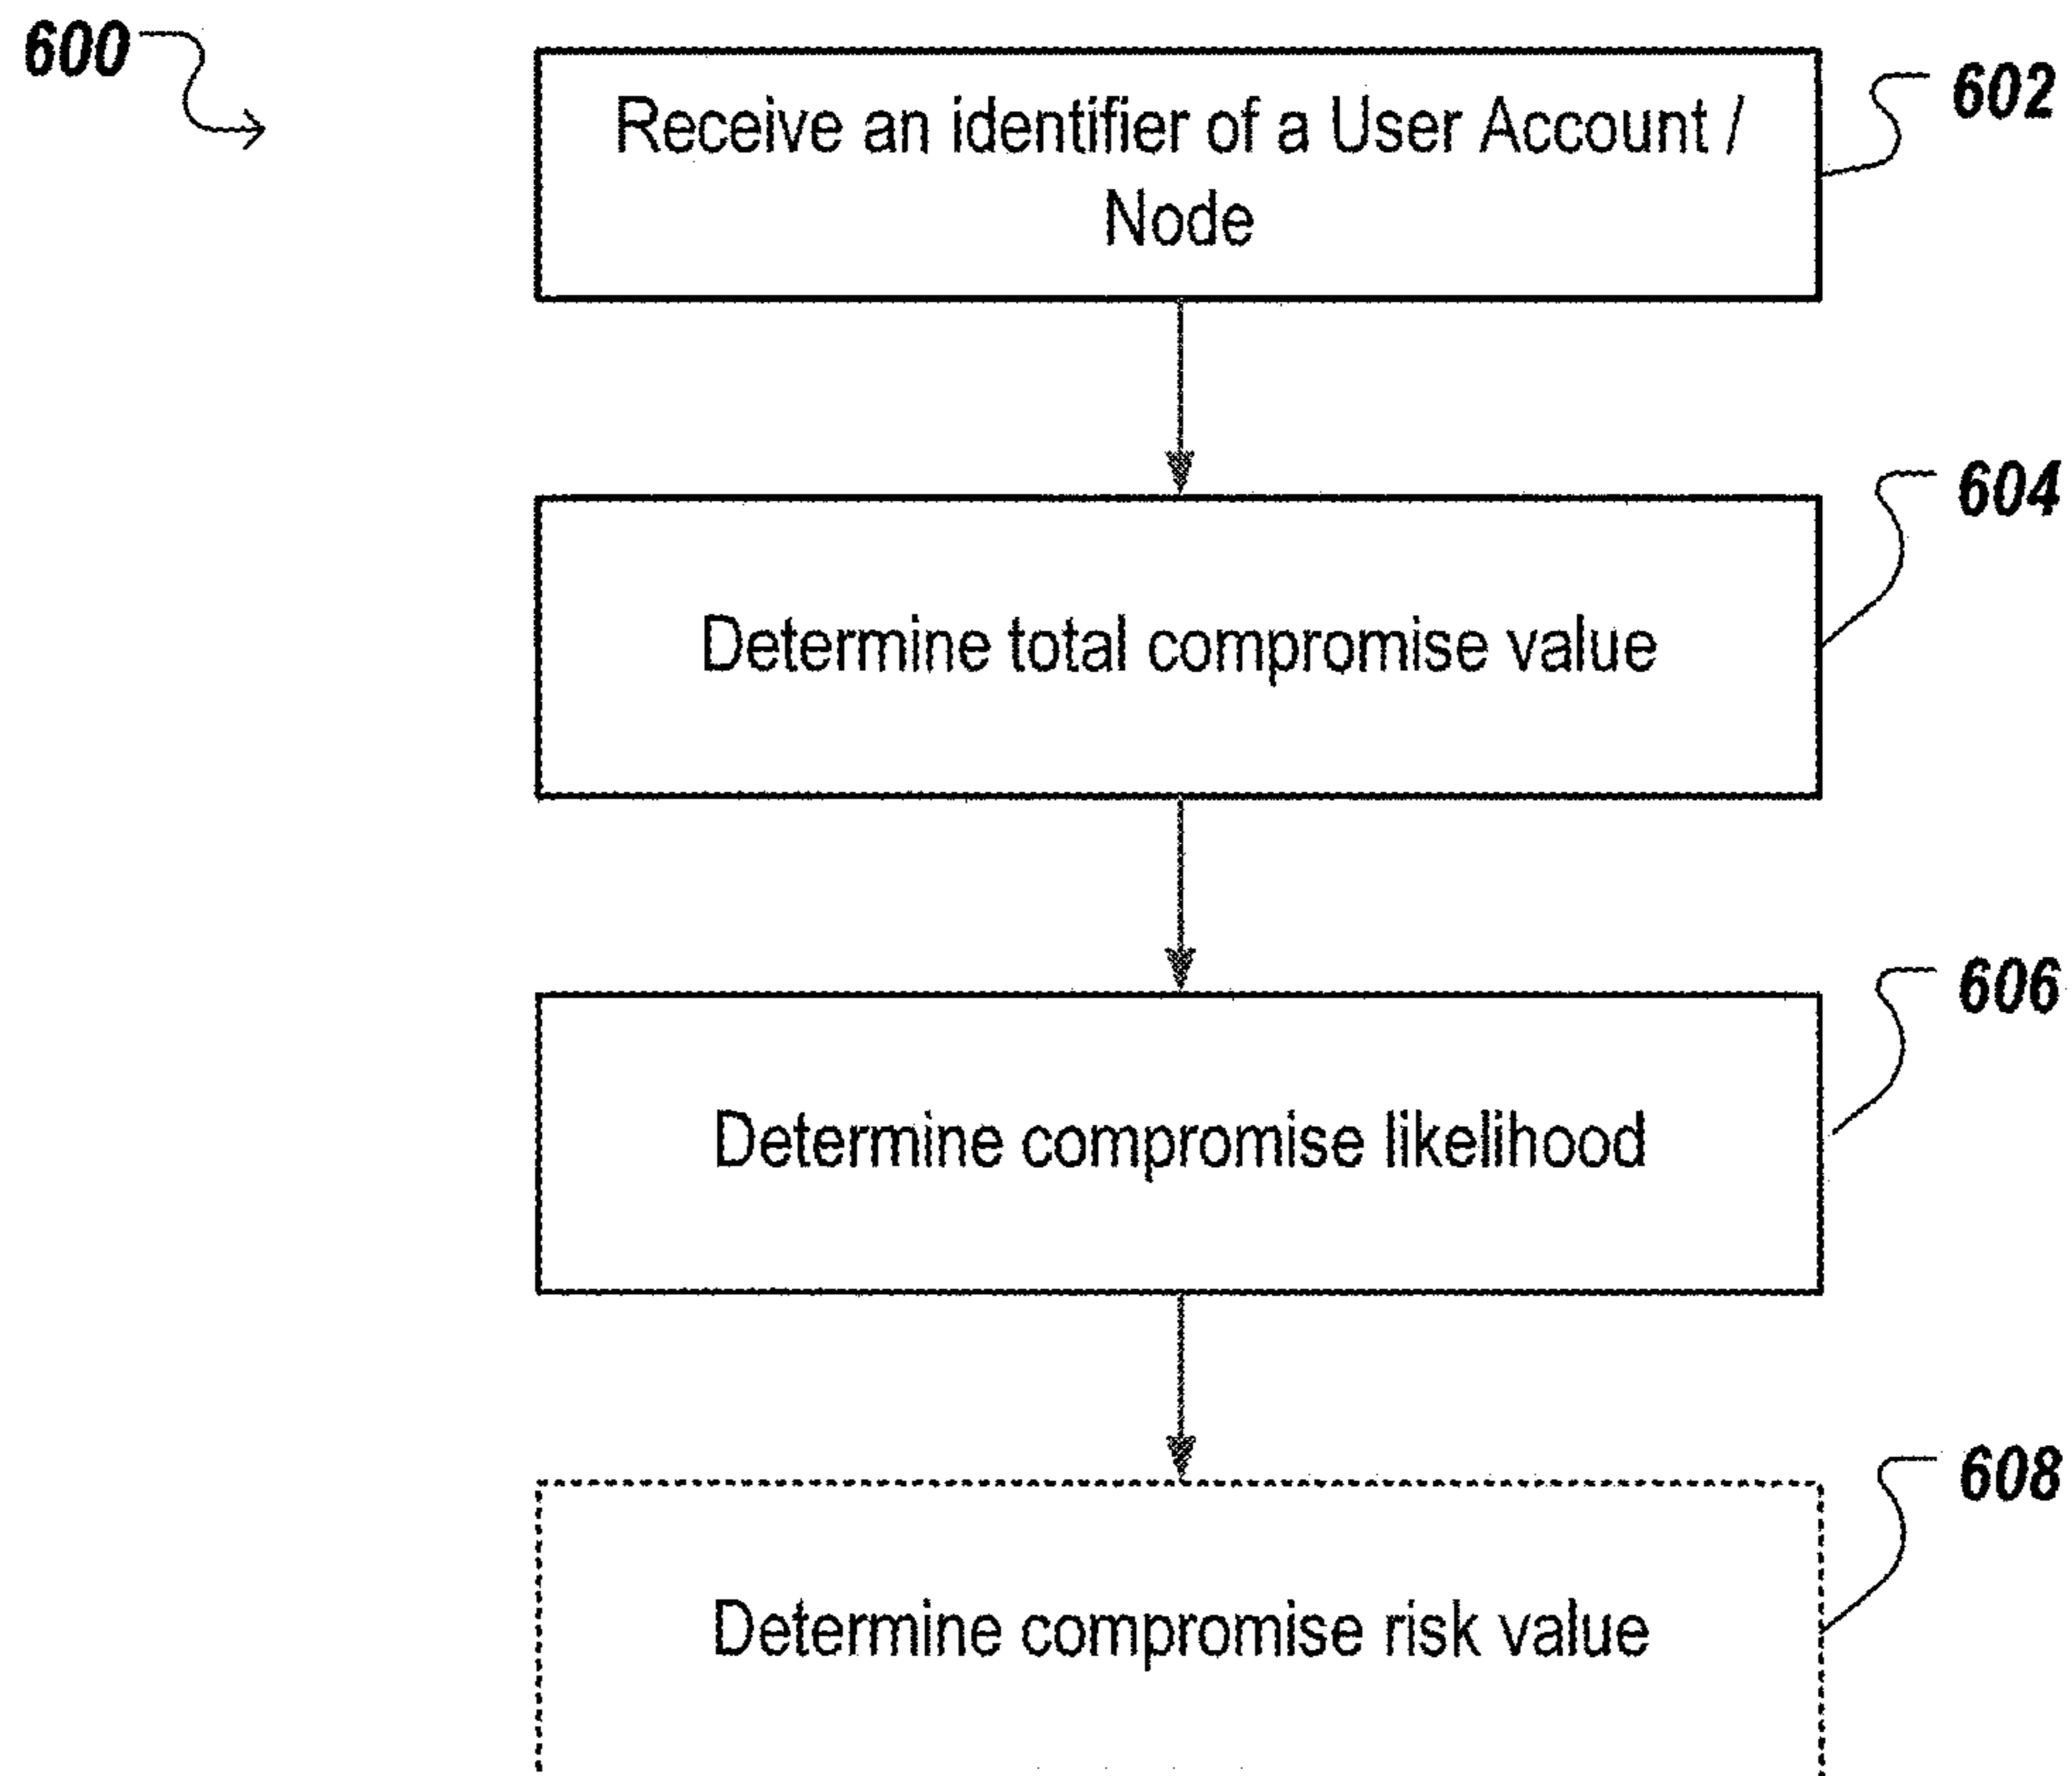 600
Receive an identifier of a User Account /
Node
602
Determine total compromise value
604
Determine compromise likelihood
606
Determine compromise risk value
608